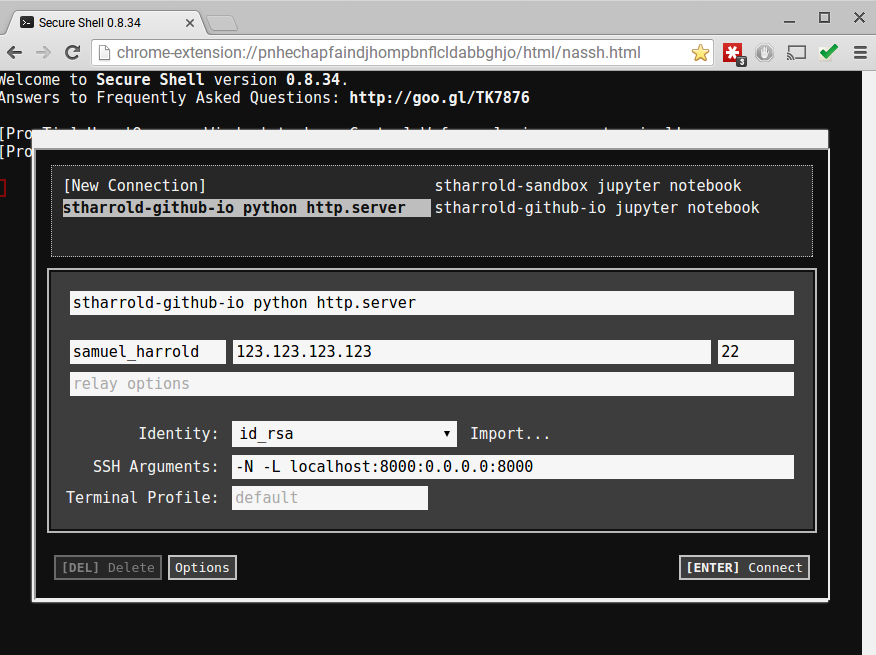 Secure Shell 0.8.34
chrome-extension://pnhechapfaindjhompbnflcldabbghjo/html/nassh.html
3
Welcome to Secure Shell version 0.8.34.
Answers to Frequently Asked Questions: http://goo.gl/TK7876
[Pro
[Pro
[New Connection] stharrold-sandbox jupyter notebook
stharrold-github-io python http.server stharrold-github-io jupyter notebook
stharrold-github-io python http.server
samuel_harrold 123.123.123.123 22
relay options
Identity: id_rsa Import...
SSH Arguments: -N -L localhost:8000:0.0.0.0:8000
Terminal Profile: default
[DEL] Delete Options [ENTER] Connect